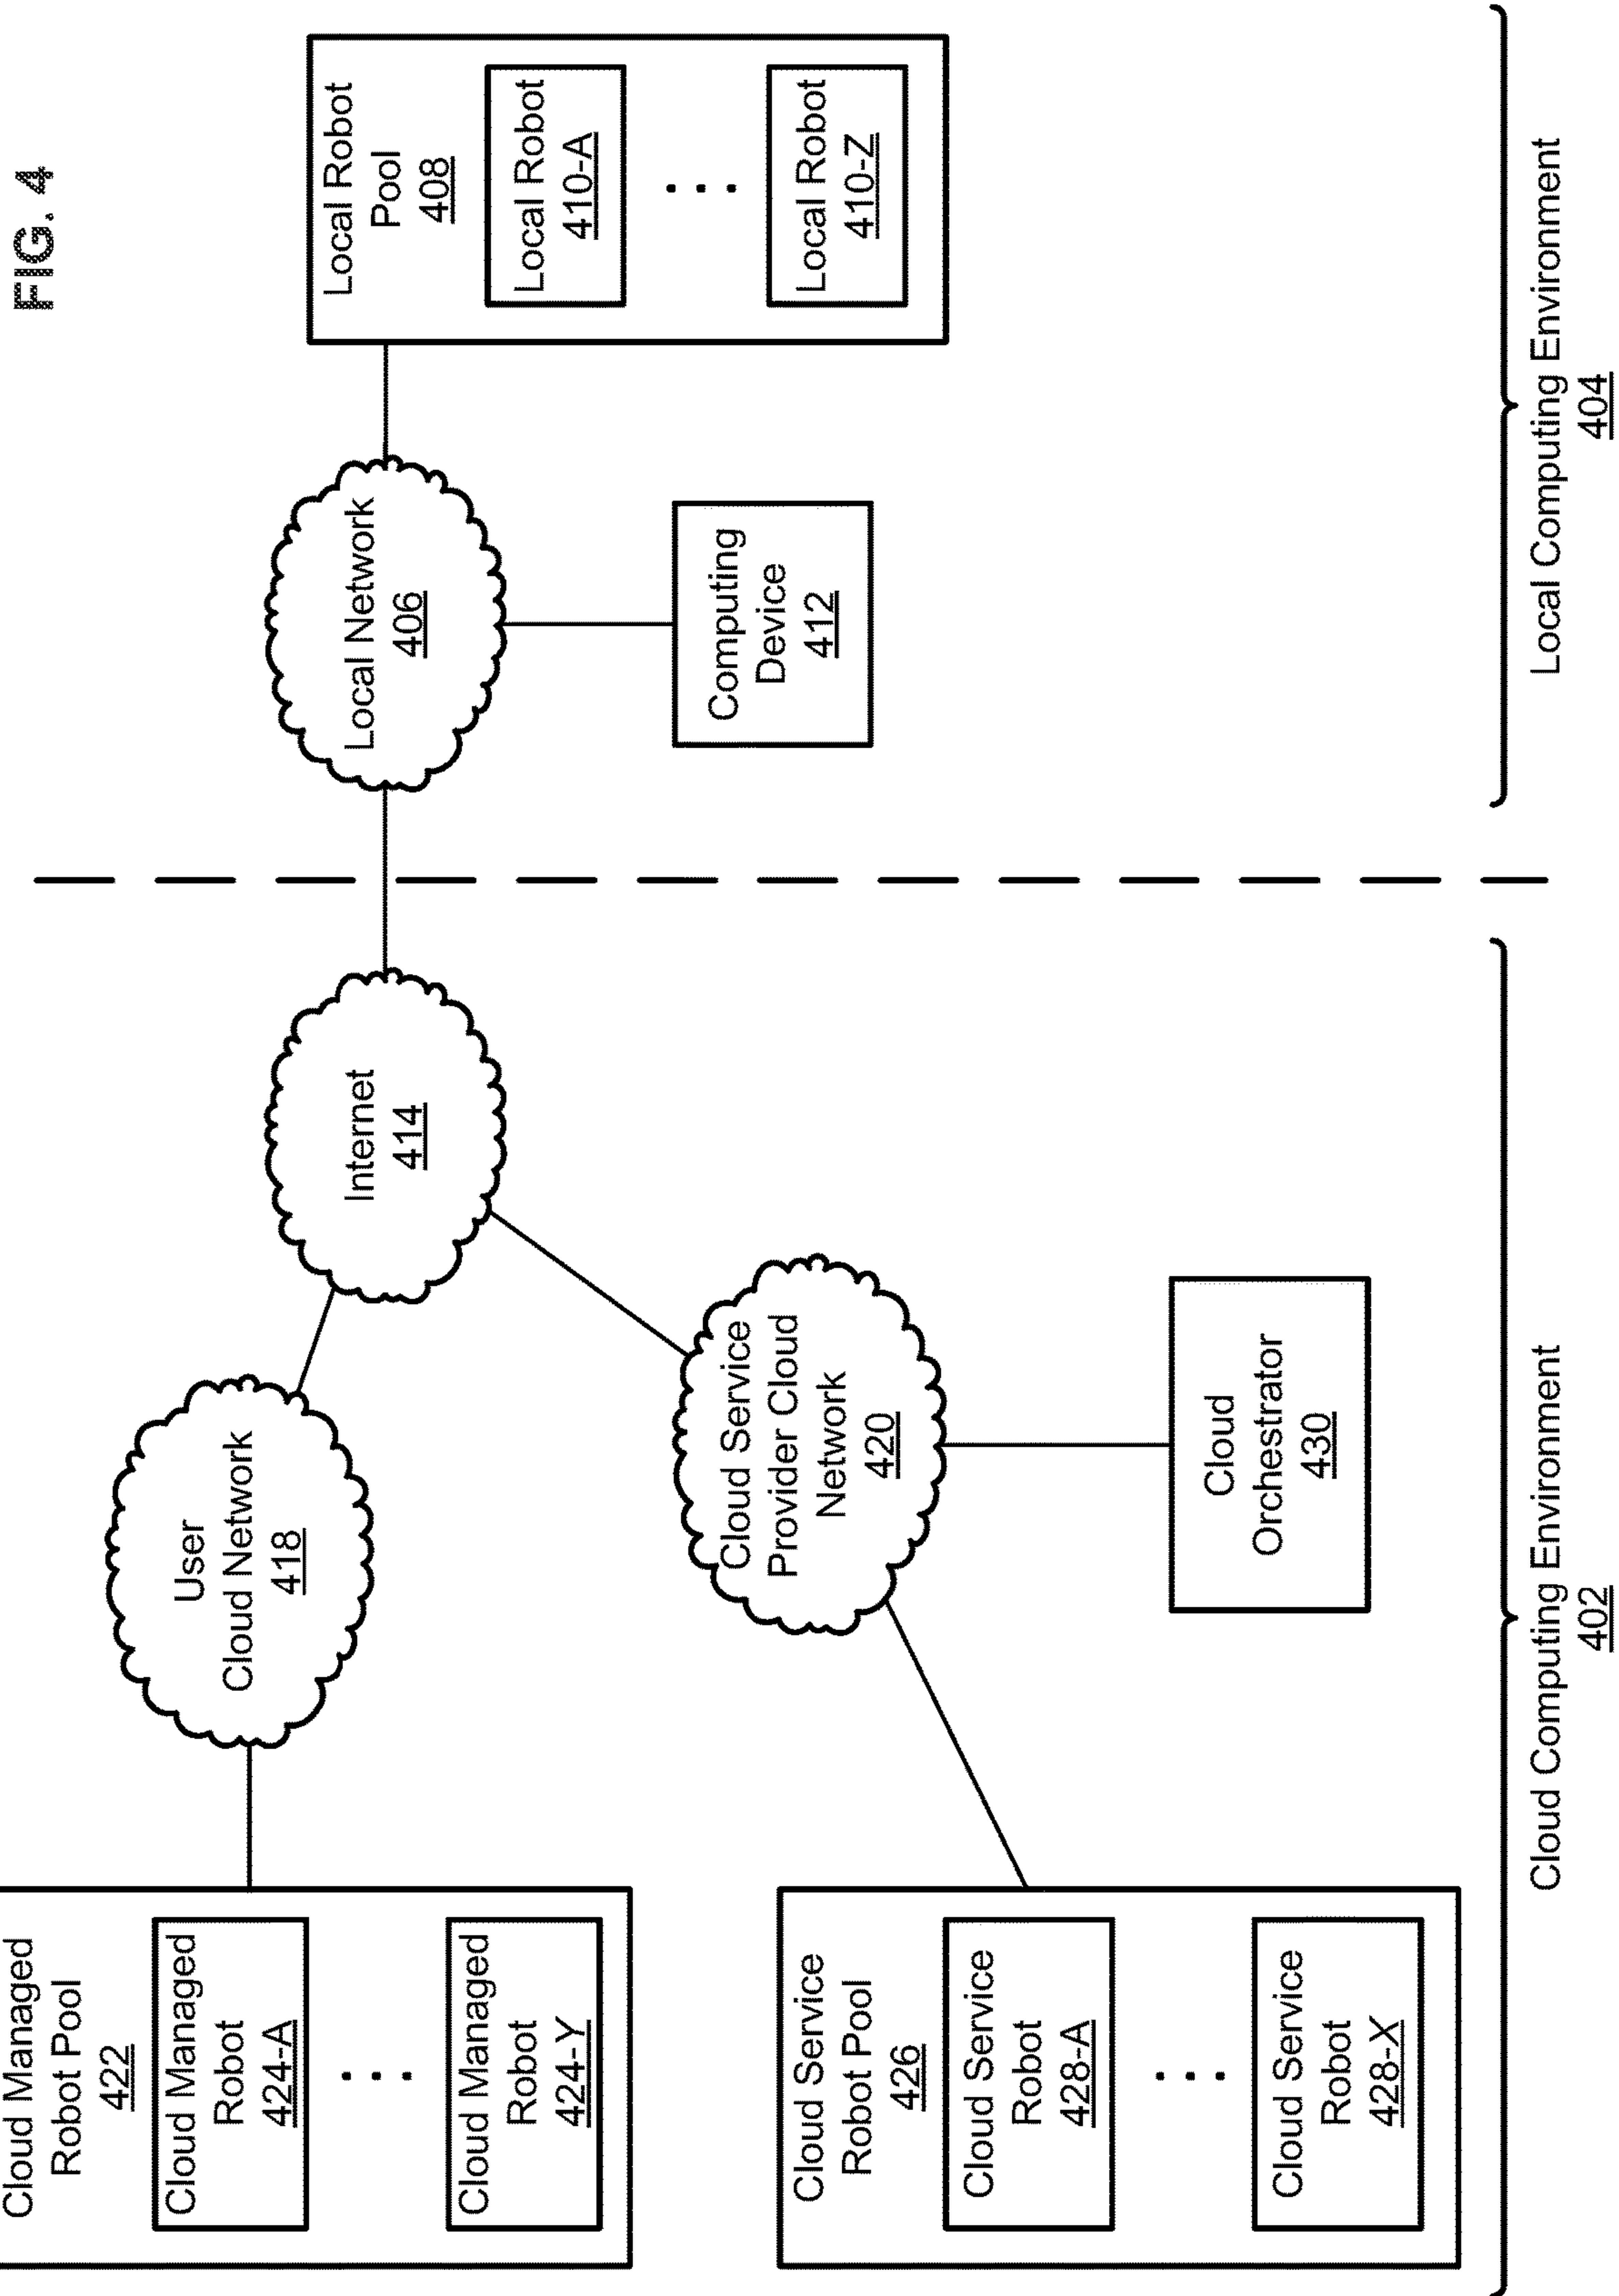 FIG. 4
Cloud Managed
Robot Pool
422
Cloud Managed
Robot
424-A
Cloud Managed
Robot
424-Y
Cloud Service
Robot Pool
426
Cloud Service
Robot
428-A
Cloud Service
Robot
428-X
User
Cloud Network
418
Cloud Service
Provider Cloud
Network
420
Cloud
Orchestrator
430
Internet
414
Local Network
406
Computing
Device
412
Local Robot
Pool
408
Local Robot
410-A
Local Robot
410-Z
Cloud Computing Environment
402
Local Computing Environment
404